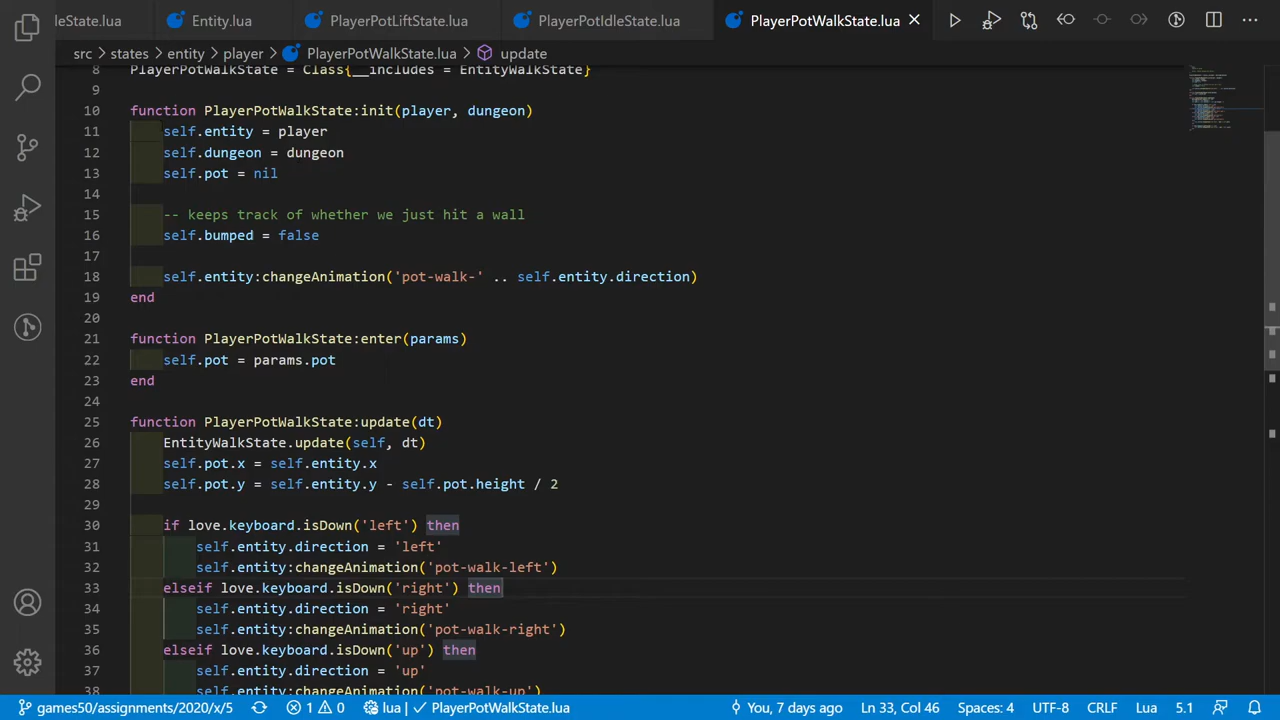 leState.lua Entity.lua PlayerPotLiftState.lua PlayerPotIdleState.lua PlayerPotWalkState.lua
src > states > entity > player > PlayerPotWalkState.lua > update
8 PlayerPotWalkState = Class{__includes = EntityWalkState}
9
10 function PlayerPotWalkState:init(player, dungeon)
11 self.entity = player
12 self.dungeon = dungeon
13 self.pot = nil
14
15 -- keeps track of whether we just hit a wall
16 self.bumped = false
17
18 self.entity:changeAnimation('pot-walk-' .. self.entity.direction)
19 end
20
21 function PlayerPotWalkState:enter(params)
22 self.pot = params.pot
23 end
24
25 function PlayerPotWalkState:update(dt)
26 EntityWalkState.update(self, dt)
27 self.pot.x = self.entity.x
28 self.pot.y = self.entity.y - self.pot.height / 2
29
30 if love.keyboard.isDown('left') then
31 self.entity.direction = 'left'
32 self.entity:changeAnimation('pot-walk-left')
33 elseif love.keyboard.isDown('right') then
34 self.entity.direction = 'right'
35 self.entity:changeAnimation('pot-walk-right')
36 elseif love.keyboard.isDown('up') then
37 self.entity.direction = 'up'
38 self.entity:changeAnimation('pot-walk-up')
games50/assignments/2020/x/5 1 0 lua | ✓ PlayerPotWalkState.lua You, 7 days ago Ln 33, Col 46 Spaces: 4 UTF-8 CRLF Lua 5.1